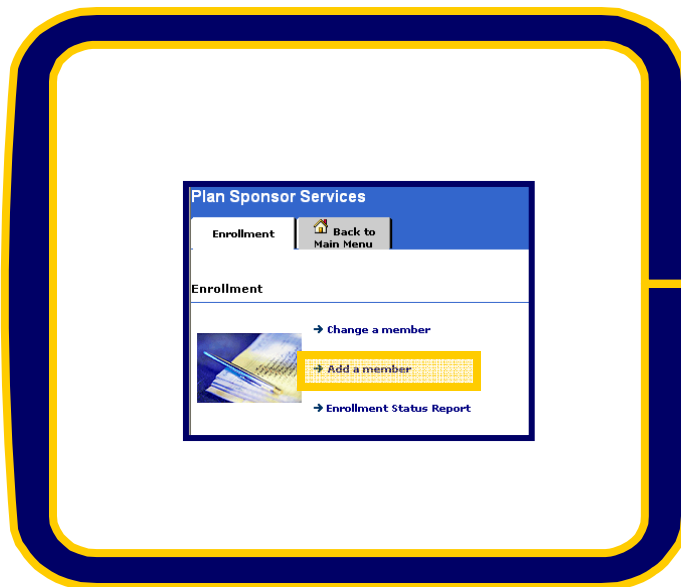 Plan Sponsor Services
Enrollment
Back to
Main Menu
Enrollment
Change a member
Add a member
Enrollment Status Report